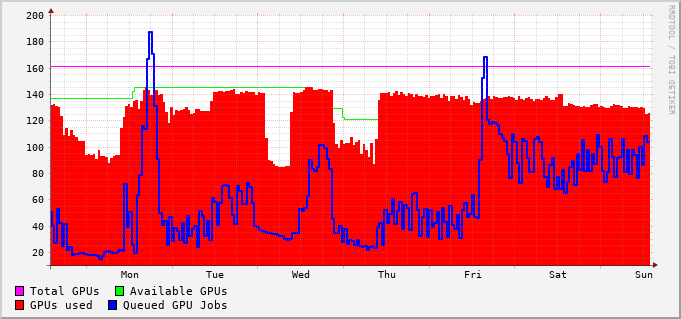 200
180
160
140
120
100
80
60
40
20
Mon Tue Wed Thu Fri Sat Sun
Total GPUs Available GPUs
GPUs used Queued GPU Jobs
RRDTOOL / TOBI OETIKER